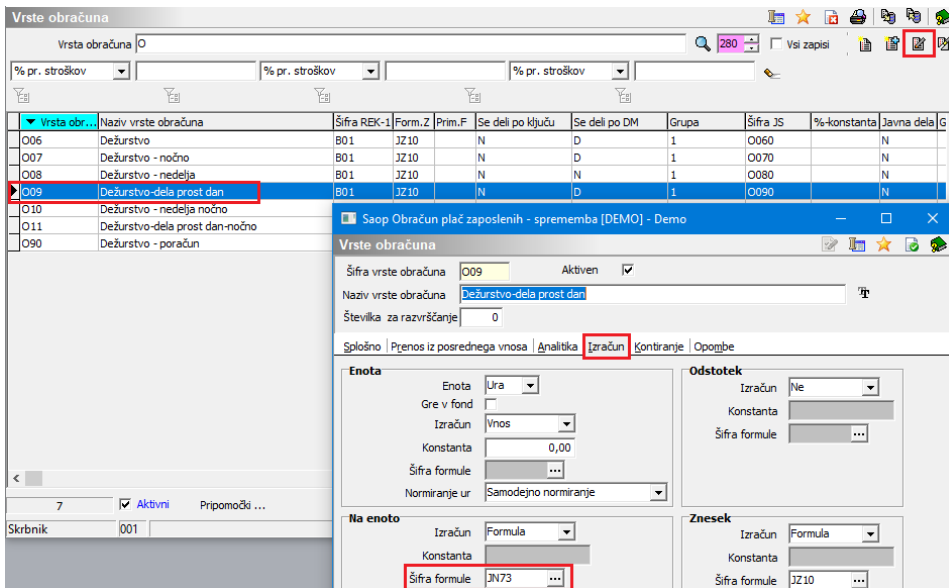 Vrste obračuna
Vrsta obračuna O 280 Vsi zapisi
% pr. stroškov % pr. stroškov % pr. stroškov
Vrsta obr... Naziv vrste obračuna Šifra REK-1 Form.Z Prim.F Se deli po ključu Se deli po DM Grupa Šifra JS %-konstanta Javna dela G
O06 Dežurstvo B01 JZ10 N D 1 O060 N
O07 Dežurstvo - nočno B01 JZ10 N D 1 O070 N
O08 Dežurstvo - nedelja B01 JZ10 N D 1 O080 N
O09 Dežurstvo-dela prost dan B01 JZ10 N D 1 O090 N
O10 Dežurstvo - nedelja nočno
O11 Dežurstvo-dela prost dan-nočno
O90 Dežurstvo - poračun
7 Aktivni Pripomočki ...
Skrbnik 001
Saop Obračun plač zaposlenih - sprememba [DEMO] - Demo
Vrste obračuna
Šifra vrste obračuna O09 Aktiven
Naziv vrste obračuna Dežurstvo-dela prost dan
Številka za razvrščanje 0
Splošno Prenos iz posrednega vnosa Analitika Izračun Kontiranje Opombe
Enota
Enota Ura
Gre v fond
Izračun Vnos
Konstanta 0,00
Šifra formule ...
Normiranje ur Samodejno normiranje
Odstotek
Izračun Ne
Konstanta
Šifra formule ...
Na enoto
Izračun Formula
Konstanta
Šifra formule JN73 ...
Znesek
Izračun Formula
Konstanta
Šifra formule JZ10 ...